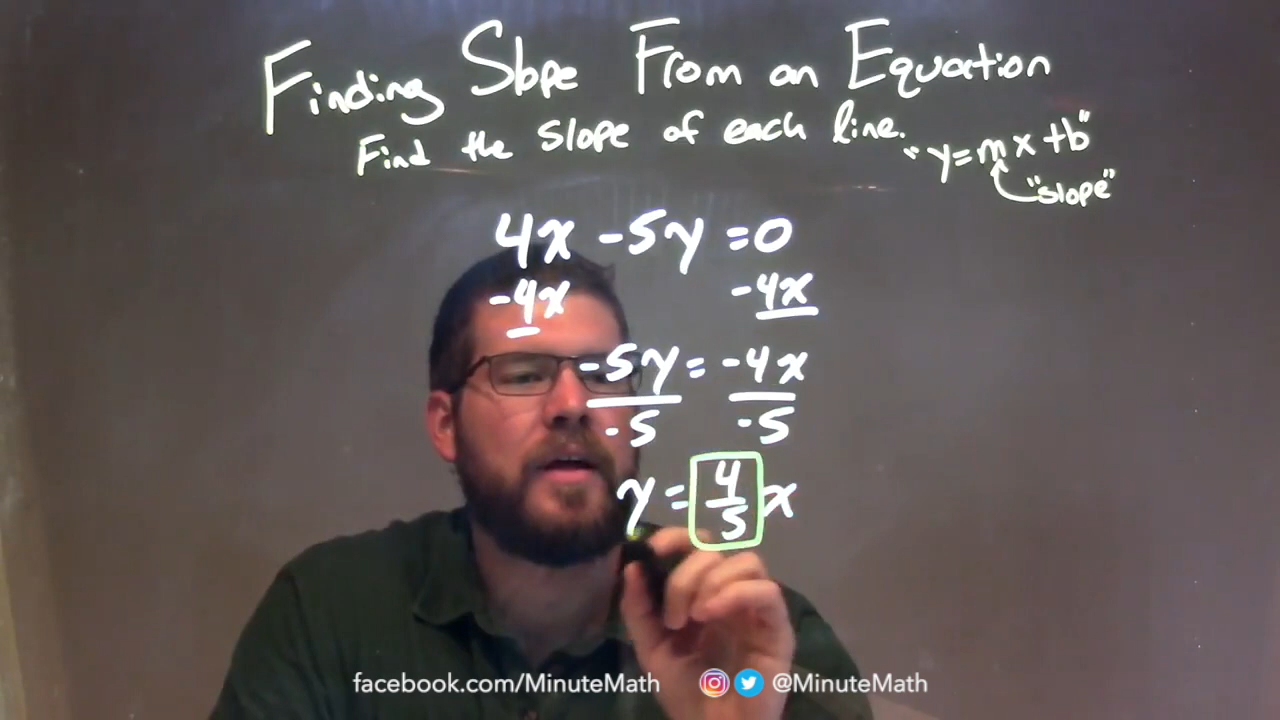 Finding Slope From an Equation
Find the slope of each line.
"y=mx+b"
"slope"
4x -5y =0
-4x -4x
-5y = -4x
-5 -5
y = 4/5 x
facebook.com/MinuteMath @MinuteMath